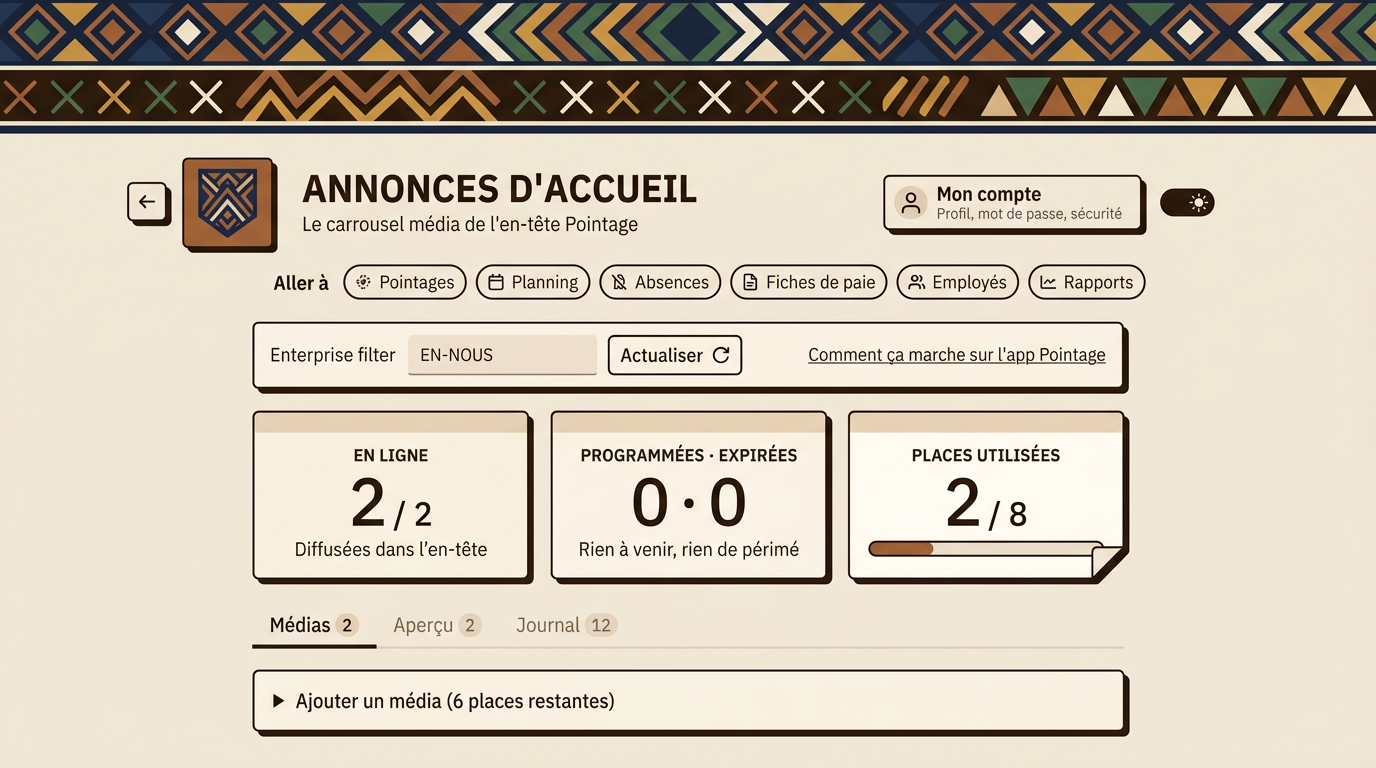 ANNONCES D'ACCUEIL
Le carrousel média de l'en-tête Pointage
Mon compte
Profil, mot de passe, sécurité
Aller à
Pointages
Planning
Absences
Fiches de paie
Employés
Rapports
Enterprise filter
EN-NOUS
Actualiser
Comment ça marche sur l'app Pointage
EN LIGNE
2 / 2
Diffusées dans l’en-tête
PROGRAMMÉES · EXPIRÉES
0 · 0
Rien à venir, rien de périmé
PLACES UTILISÉES
2 / 8
Médias 2
Aperçu 2
Journal 12
Ajouter un média (6 places restantes)